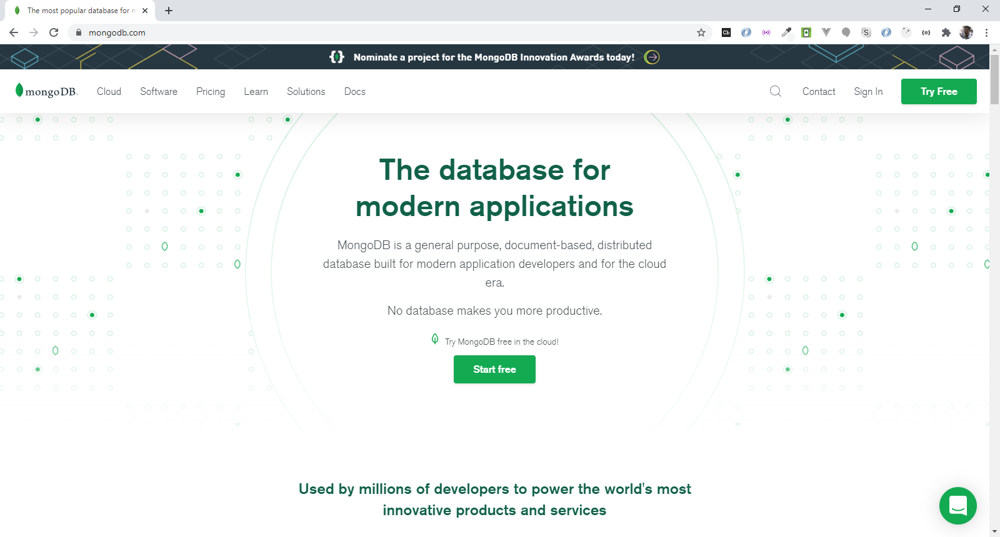 The most popular database for m
mongodb.com
Cb
S
Nominate a project for the MongoDB Innovation Awards today!
mongoDB.
Cloud
Software
Pricing
Learn
Solutions
Docs
Contact
Sign In
Try Free
The database for
modern applications
MongoDB is a general purpose, document-based, distributed
database built for modern application developers and for the cloud
era.
No database makes you more productive.
Try MongoDB free in the cloud!
Start free
Used by millions of developers to power the world's most
innovative products and services